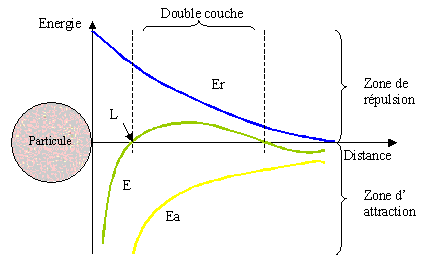 Double couche
Energie
Er
Zone de
répulsion
L
Particule
Distance
E
Ea
Zone d'
attraction